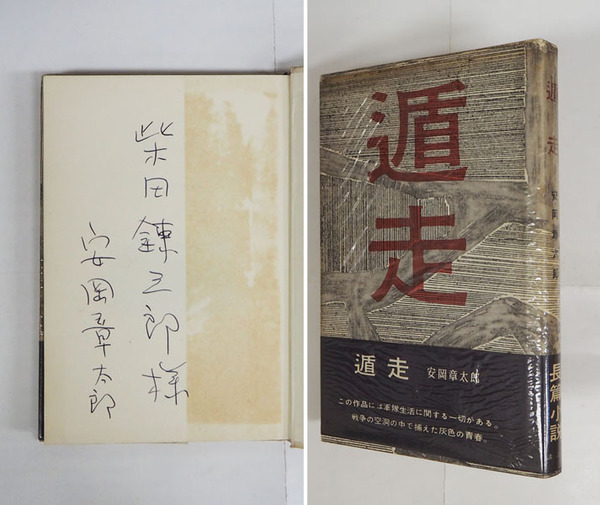 柴田錬三郎様
安岡章太郎
遁走
遁走 安岡章太郎
この作品には軍隊生活に関する一切がある。
戦争の空洞の中で捕えた灰色の青春。
遁走
安岡章太郎
長篇小説